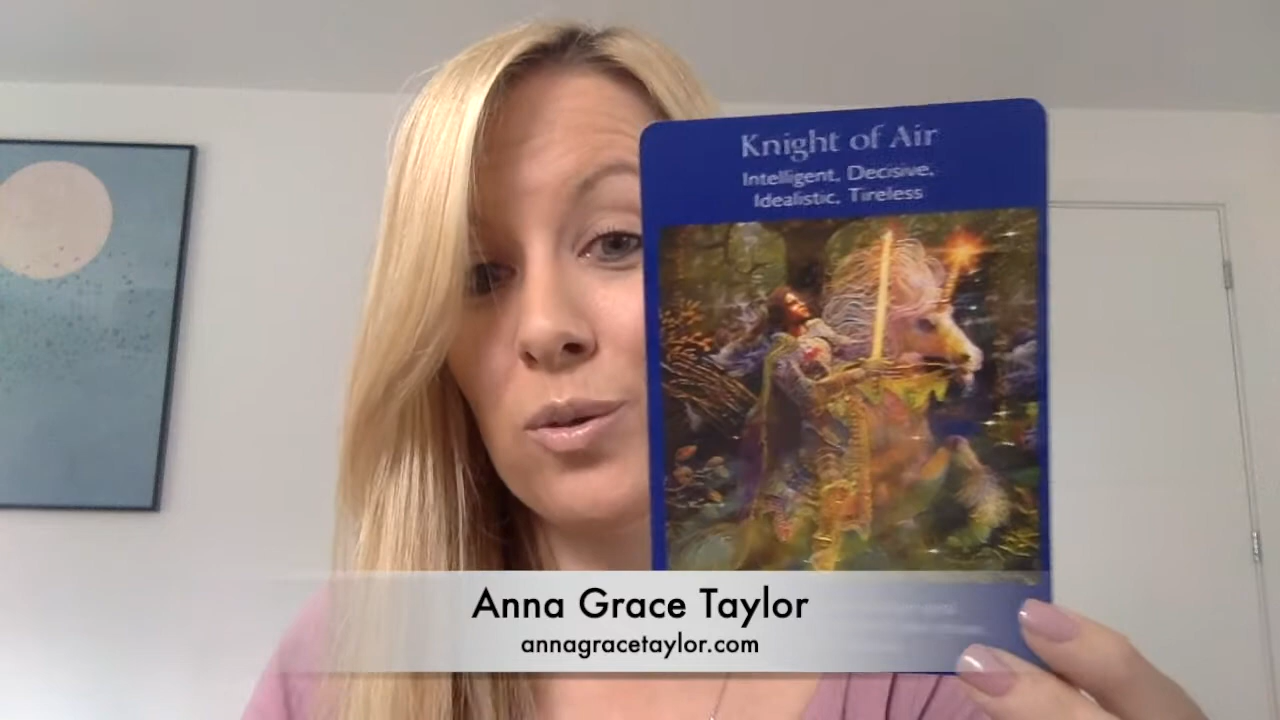 Knight of Air
Intelligent, Decisive,
Idealistic, Tireless
Anna Grace Taylor
annagracetaylor.com